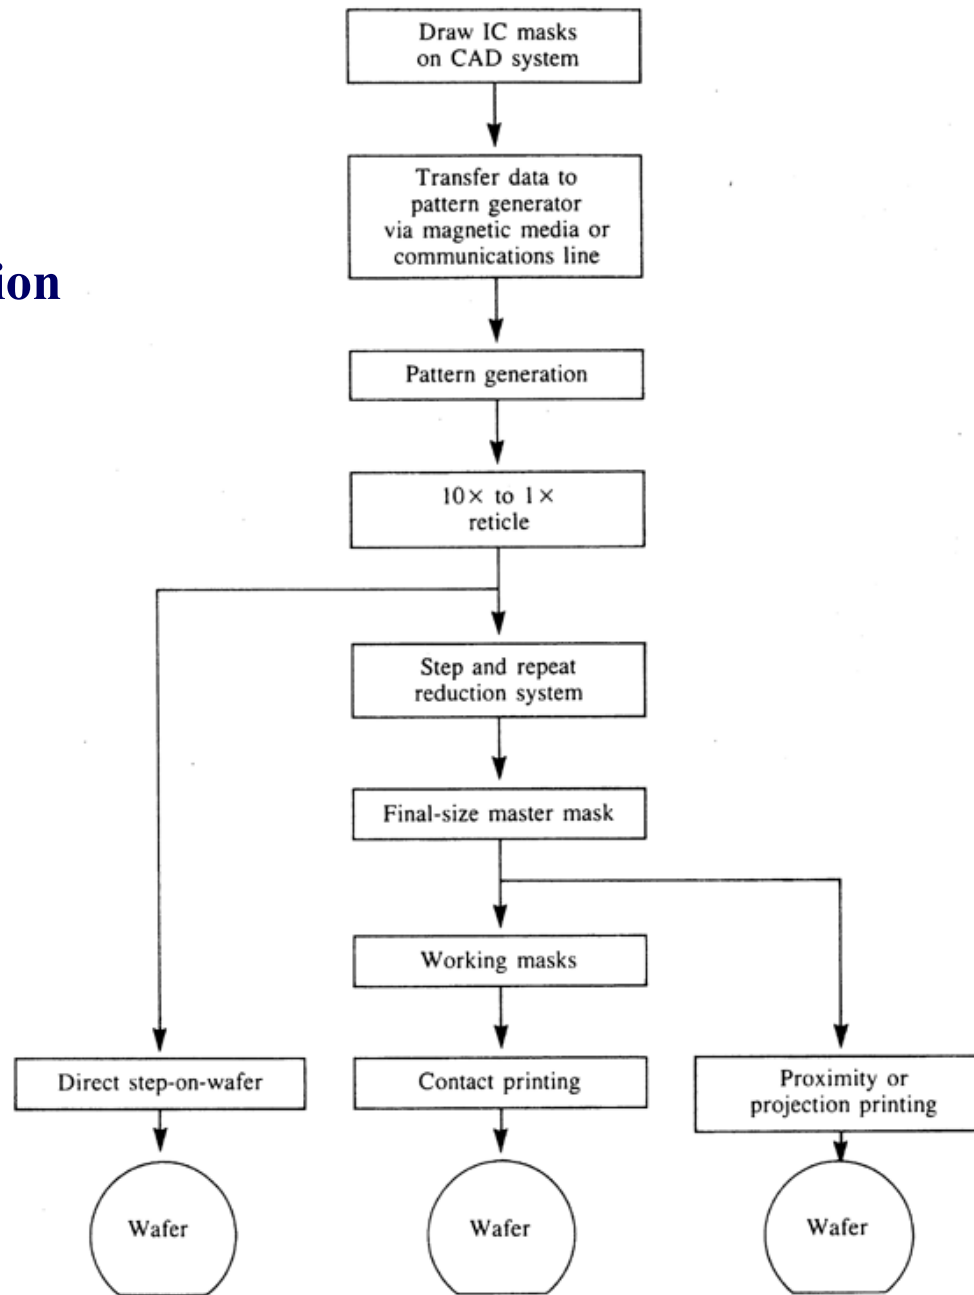 Draw IC masks
on CAD system
Transfer data to
pattern generator
via magnetic media or
communications line
ion
Pattern generation
10× to 1×
reticle
Step and repeat
reduction system
Final-size master mask
Working masks
Direct step-on-wafer
Contact printing
Proximity or
projection printing
Wafer
Wafer
Wafer